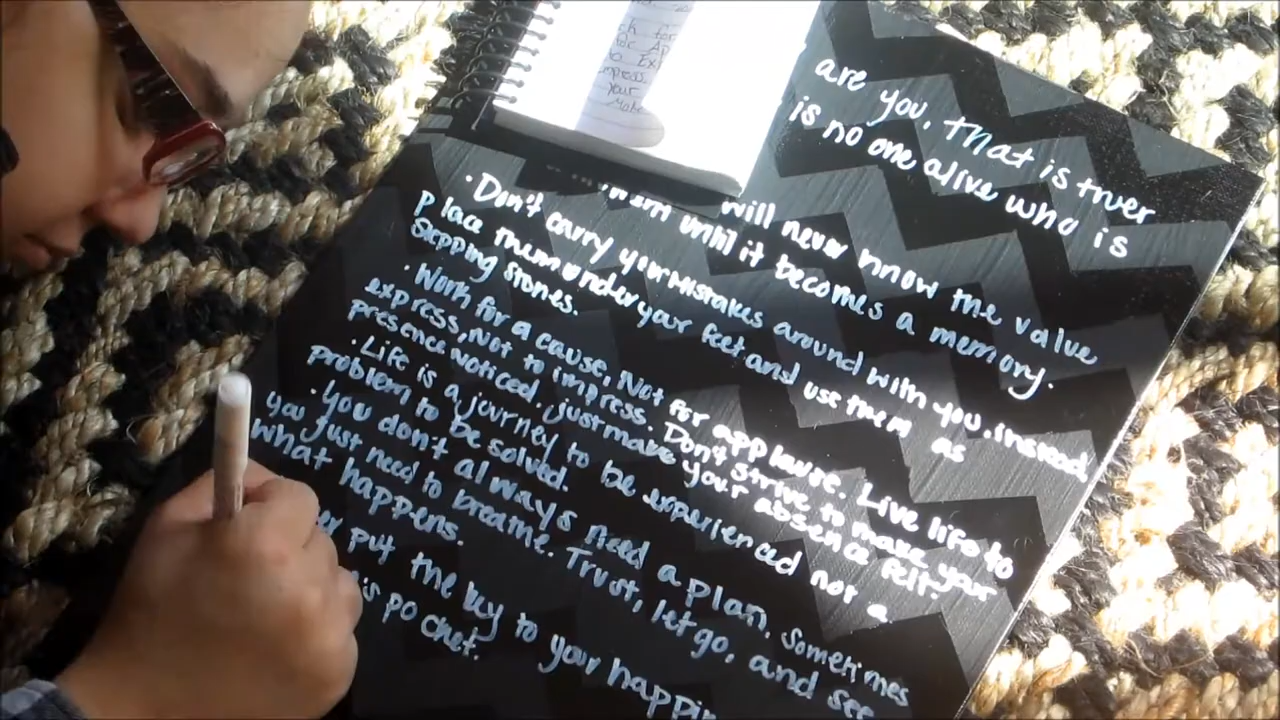 are you, that is truer
is no one alive who is
will never know the value
until it becomes a memory.
· Don't carry your mistakes around with you. instead,
place them under your feet and use them as
stepping stones.
· Work for a cause, Not for applause. Live life to
express, Not to impress. Don't strive to make your
presence noticed, just make your absence felt.
· Life is a journey to be experienced not a
problem to be solved.
· You don't always need a plan. Sometimes
you just need to breathe. Trust, let go, and see
what happens.
put the key to your happin
pocket.